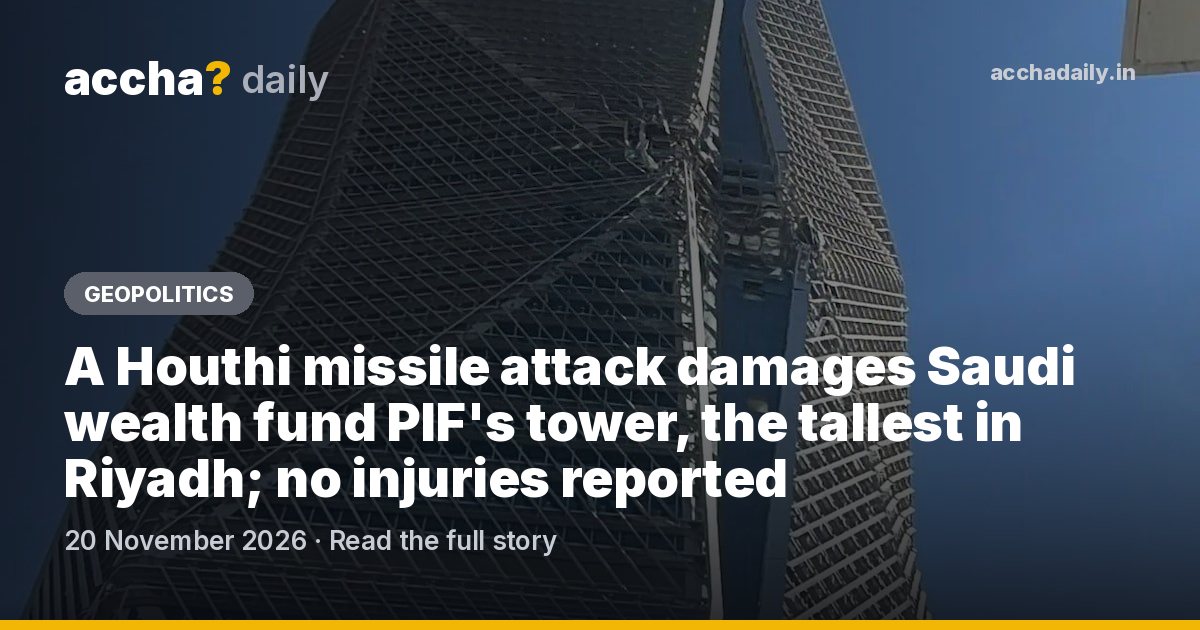 accha? daily
acchadaily.in
GEOPOLITICS
A Houthi missile attack damages Saudi
wealth fund PIF's tower, the tallest in
Riyadh; no injuries reported
20 November 2026 · Read the full story